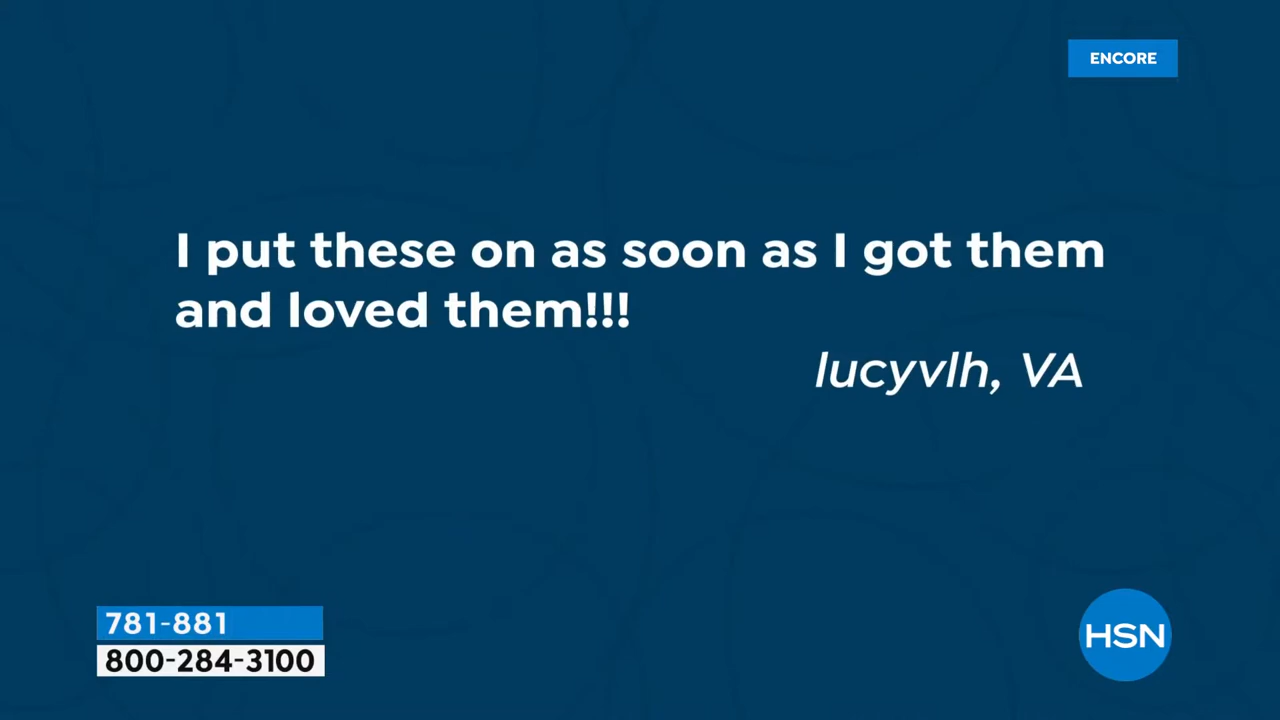 ENCORE
I put these on as soon as I got them
and loved them!!!
lucyvlh, VA
781-881
800-284-3100
HSN